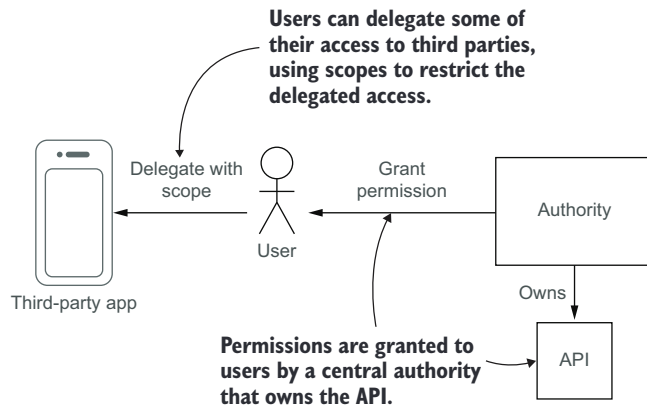 Users can delegate some of
their access to third parties,
using scopes to restrict the
delegated access.
Delegate with
scope
Grant
permission
Authority
User
Third-party app
Owns
API
Permissions are granted to
users by a central authority
that owns the API.